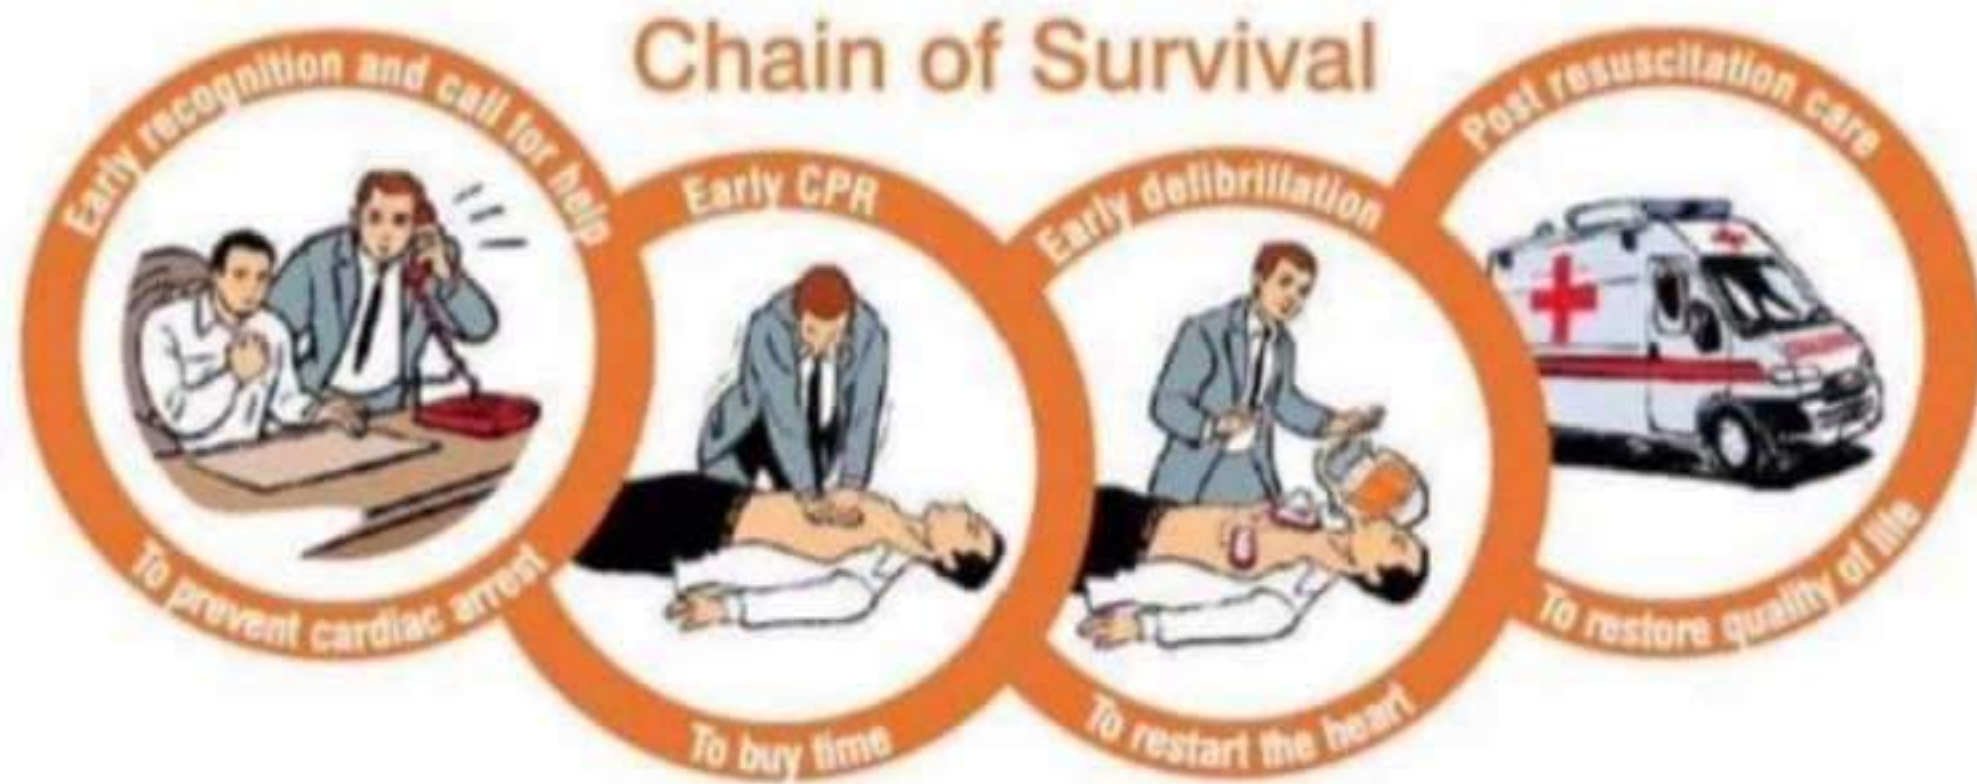 Chain of Survival
Early recognition and call for help
To prevent cardiac arrest
Early CPR
To buy time
Early defibrillation
To restart the heart
Post resuscitation care
To restore quality of life